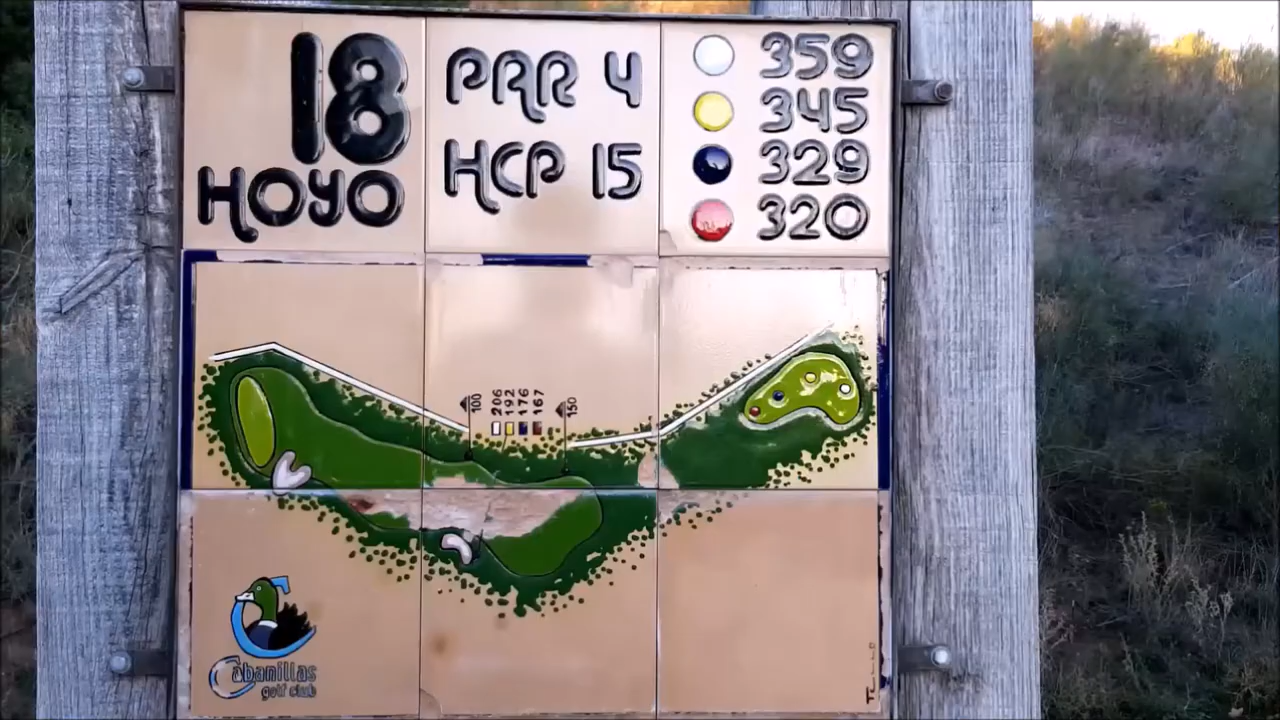 18
HOYO
PAR 4
HCP 15
359
345
329
320
100
206
192
176
167
150
Cabanillas
golf club